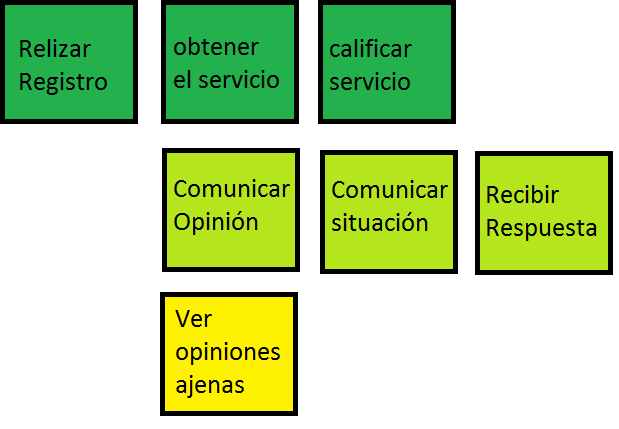 Relizar
Registro
obtener
el servicio
calificar
servicio
Comunicar
Opinión
Comunicar
situación
Recibir
Respuesta
Ver
opiniones
ajenas